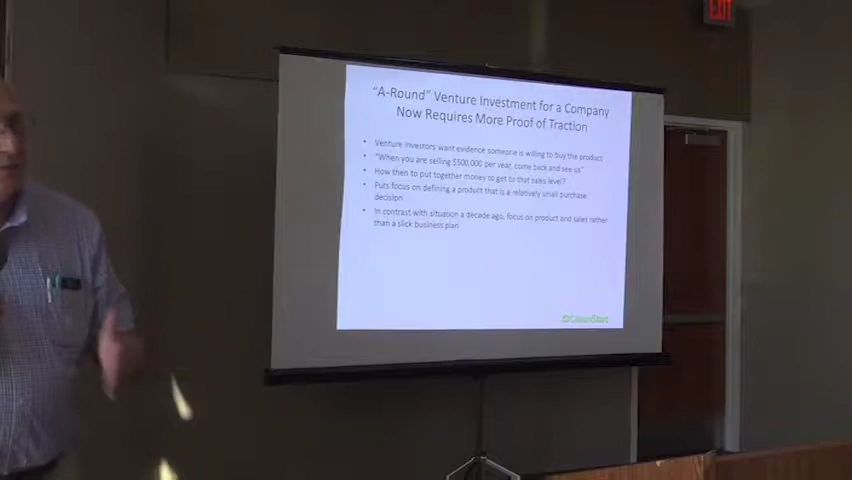 EXIT
"A-Round" Venture Investment for a Company
Now Requires More Proof of Traction
• Venture investors want evidence someone is willing to buy the product
• "When you are selling $500,000 per year, come back and see us"
• How then to put together money to get to that sales level?
• Puts focus on defining a product that is a relatively small purchase
decision
• In contrast with situation a decade ago, focus on product and sales rather
than a slick business plan
CleanStart